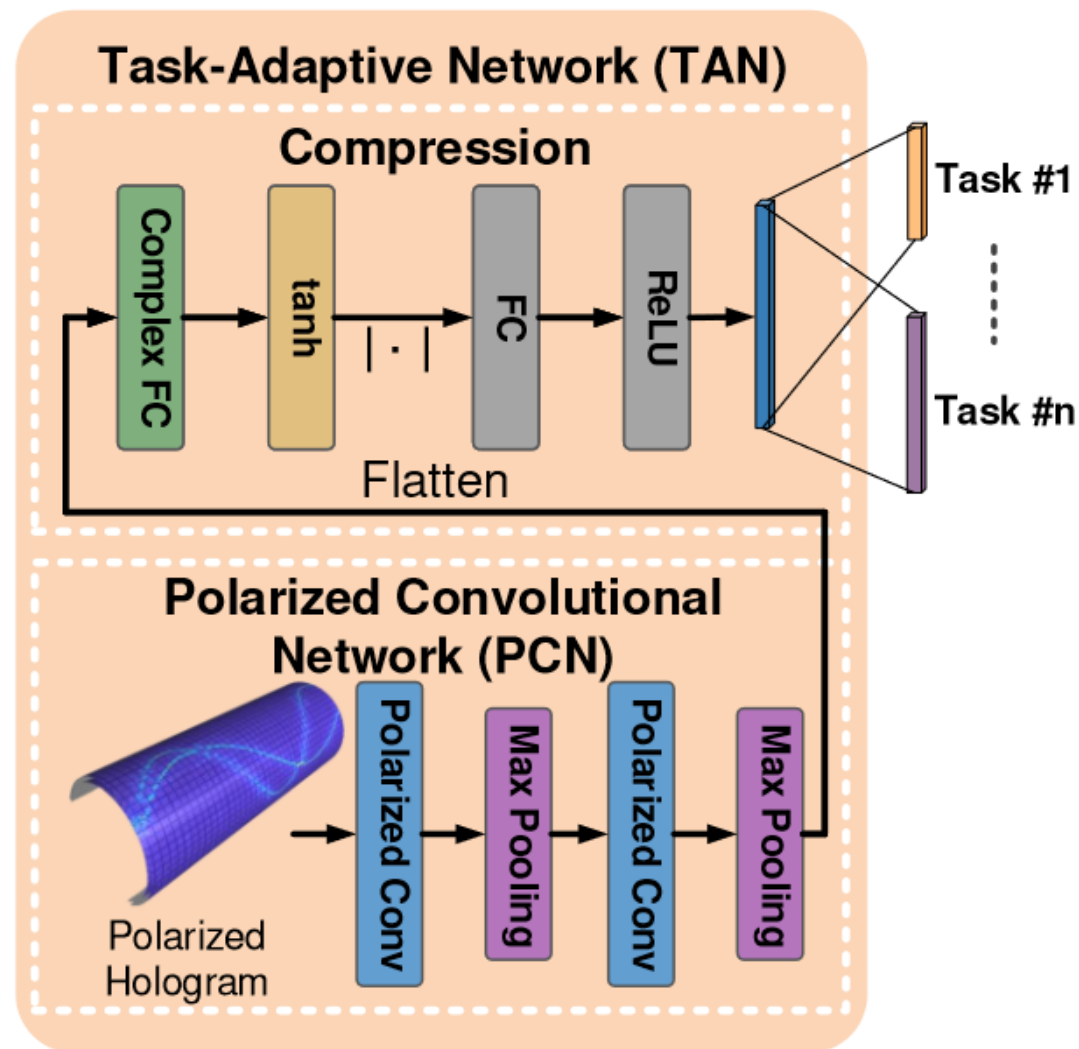 Task-Adaptive Network (TAN)
Compression
Complex FC
tanh
| · |
FC
ReLU
Task #1
Task #n
Flatten
Polarized Convolutional
Network (PCN)
Polarized
Hologram
Polarized Conv
Max Pooling
Polarized Conv
Max Pooling